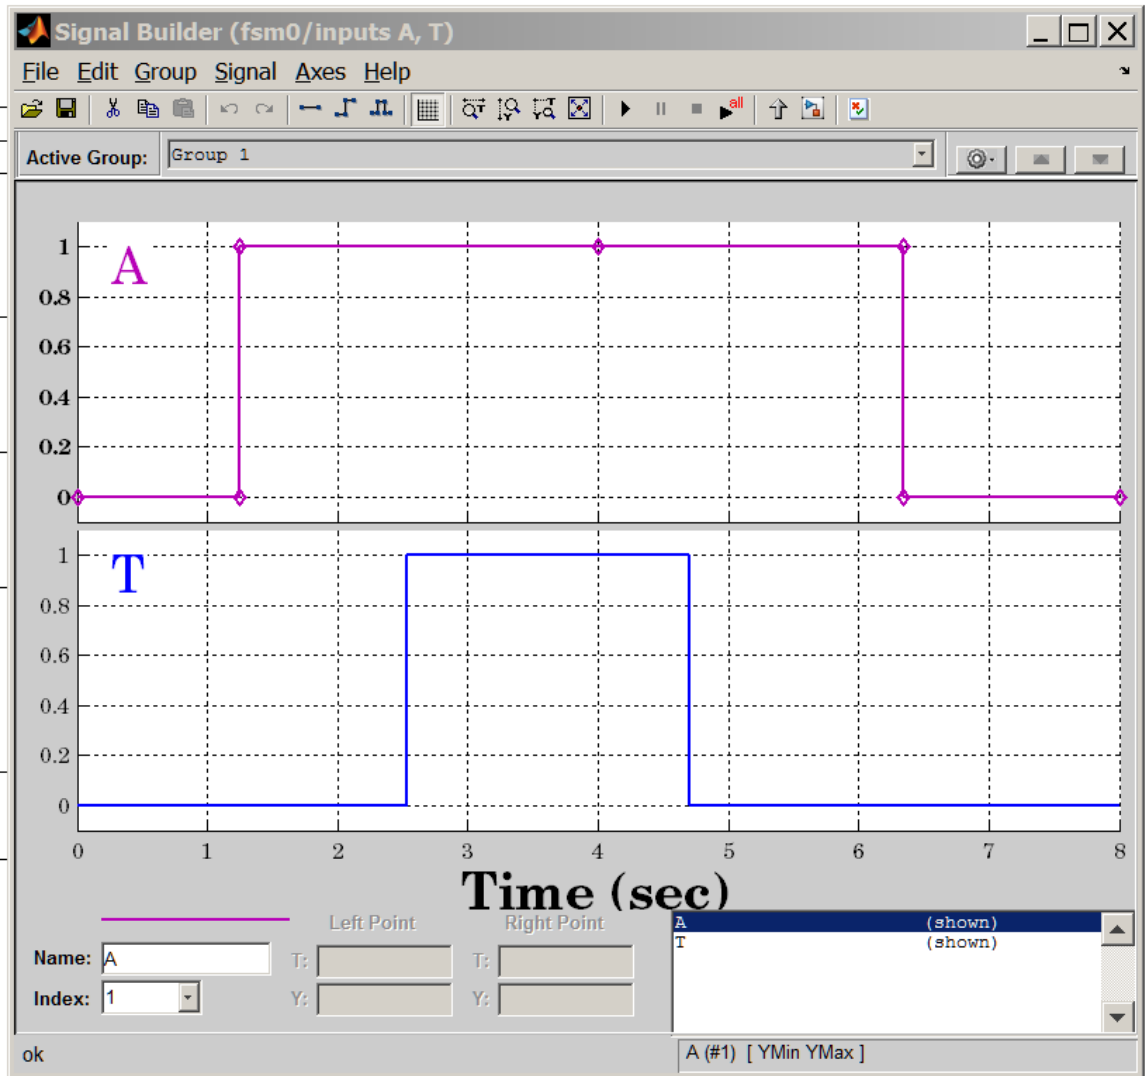 Signal Builder (fsm0/inputs A, T)
File Edit Group Signal Axes Help
all
Active Group: Group 1
A
1
0.8
0.6
0.4
0.2
0
T
1
0.8
0.6
0.4
0.2
0
0 1 2 3 4 5 6 7 8
Time (sec)
Left Point Right Point
Name: A T: T:
Index: 1 Y: Y:
A (shown)
T (shown)
ok
A (#1) [ YMin YMax ]